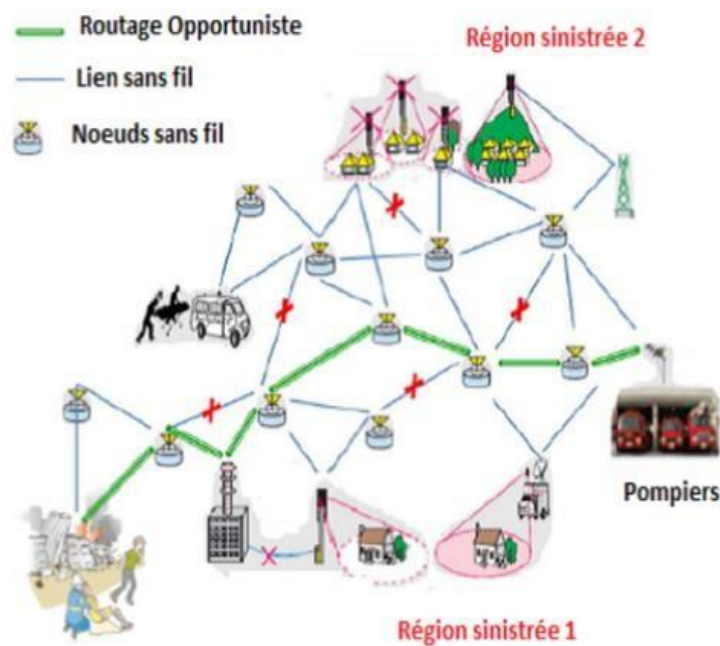 Routage Opportuniste
Région sinistrée 2
Lien sans fil
Noeuds sans fil
Pompiers
Région sinistrée 1